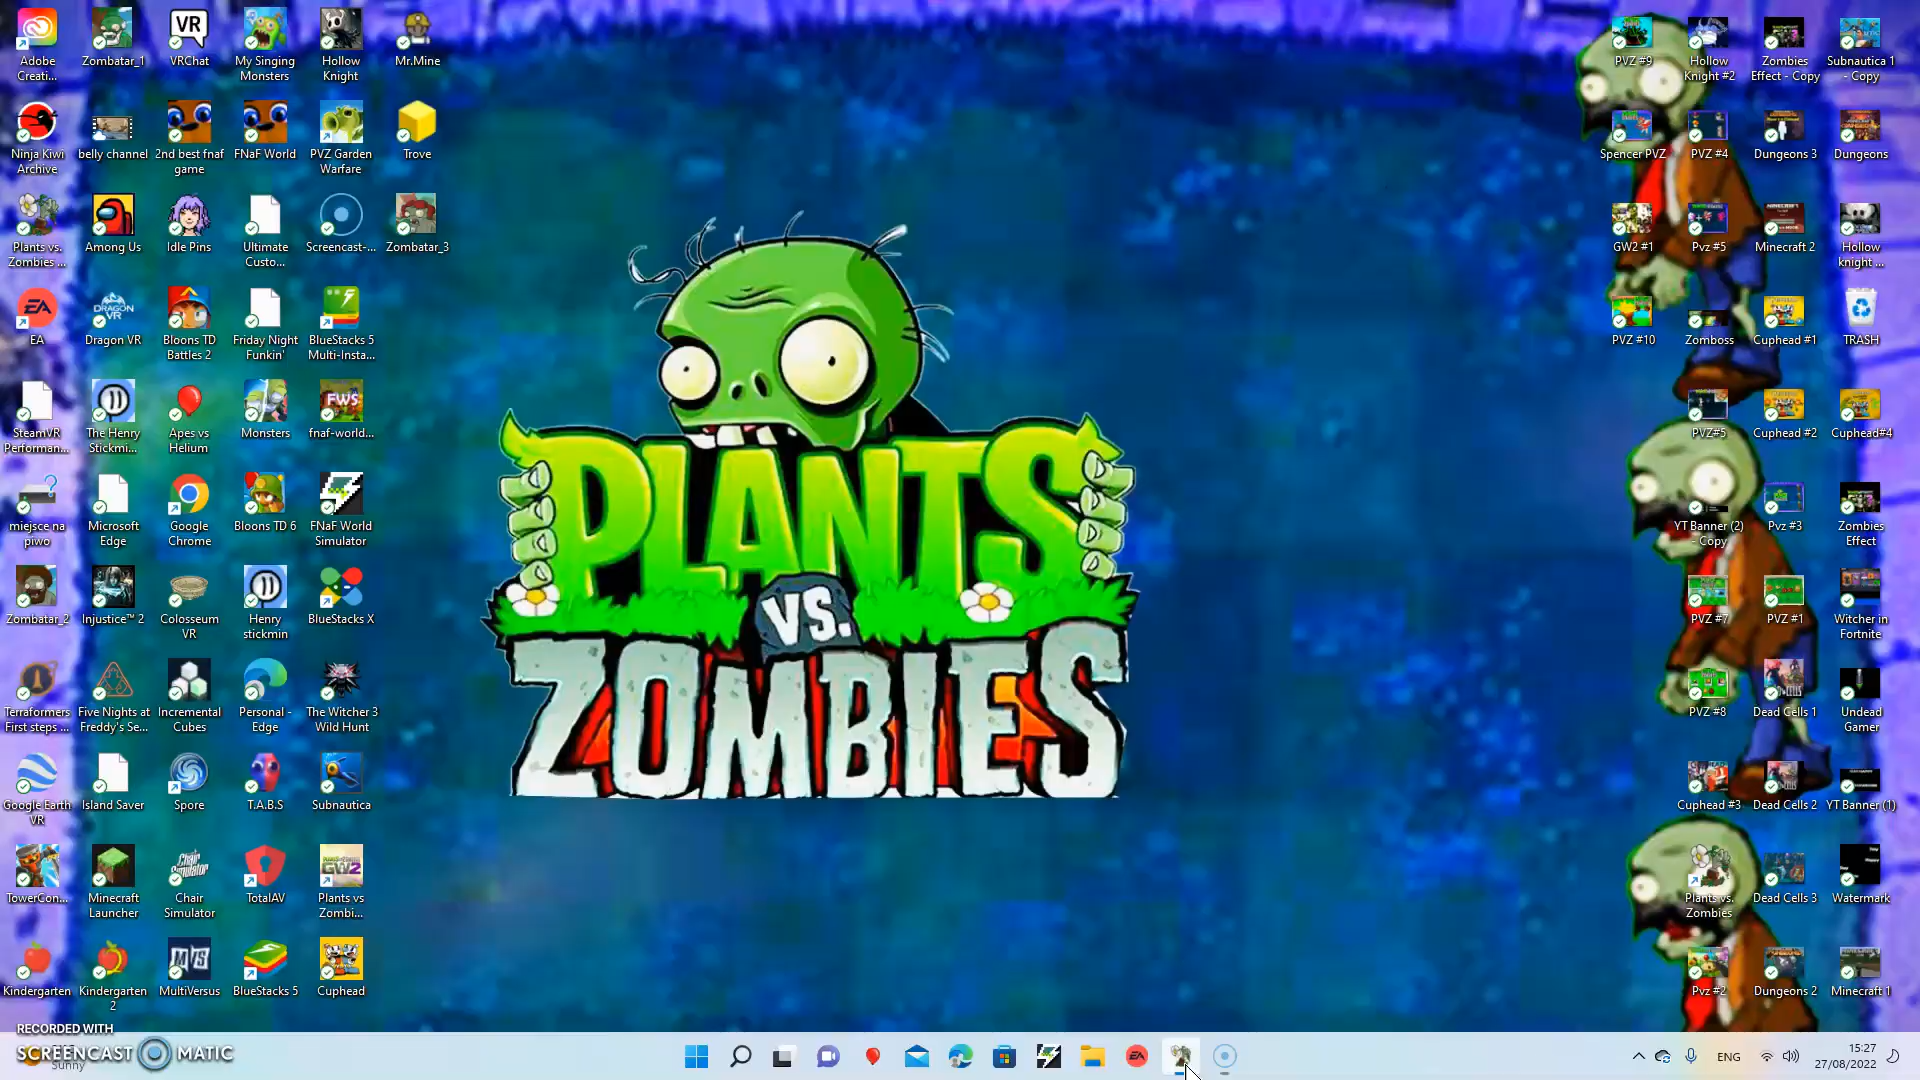 Adobe Creati...
Zombatar_1
VRChat
My Singing Monsters
Hollow Knight
Mr.Mine
Ninja Kiwi Archive
belly channel
2nd best fnaf game
FNaF World
PVZ Garden Warfare
Trove
Plants vs. Zombies ...
Among Us
Idle Pins
Ultimate Custo...
Screencast-...
Zombatar_3
EA
Dragon VR
Bloons TD Battles 2
Friday Night Funkin'
BlueStacks 5 Multi-Insta...
SteamVR Performan...
The Henry Stickmi...
Apes vs Helium
Monsters
fnaf-world...
miejsce na piwo
Microsoft Edge
Google Chrome
Bloons TD 6
FNaF World Simulator
Zombatar_2
Injustice™ 2
Colosseum VR
Henry stickmin
BlueStacks X
Terraformers First steps ...
Five Nights at Freddy's Se...
Incremental Cubes
Personal - Edge
The Witcher 3 Wild Hunt
Google Earth VR
Island Saver
Spore
T.A.B.S
Subnautica
TowerCon...
Minecraft Launcher
Chair Simulator
TotalAV
Plants vs Zombi...
Kindergarten
Kindergarten 2
MultiVersus
BlueStacks 5
Cuphead
PLANTS
VS.
ZOMBIES
PVZ #9
Hollow Knight #2
Zombies Effect - Copy
Subnautica 1 - Copy
Spencer PVZ
PVZ #4
Dungeons 3
Dungeons
GW2 #1
Pvz #5
Minecraft 2
Hollow knight ...
PVZ #10
Zomboss
Cuphead #1
TRASH
PVZ#5
Cuphead #2
Cuphead#4
YT Banner (2) - Copy
Pvz #3
Zombies Effect
PVZ #7
PVZ #1
Witcher in Fortnite
PVZ #8
Dead Cells 1
Undead Gamer
Cuphead #3
Dead Cells 2
YT Banner (1)
Plants vs. Zombies
Dead Cells 3
Watermark
Pvz #2
Dungeons 2
Minecraft 1
RECORDED WITH
SCREENCAST MATIC
Sunny
ENG
15:27
27/08/2022